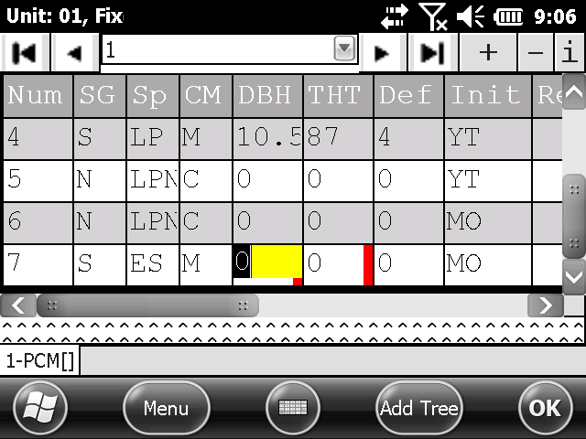 Unit: 01, Fix 9:06
1 + - i
Num SG Sp CM DBH THT Def Init Re
4 S LP M 10.5 87 4 YT
5 N LPN C 0 0 0 YT
6 N LPN C 0 0 0 MO
7 S ES M 0 0 0 MO
1-PCM[]
Menu Add Tree OK